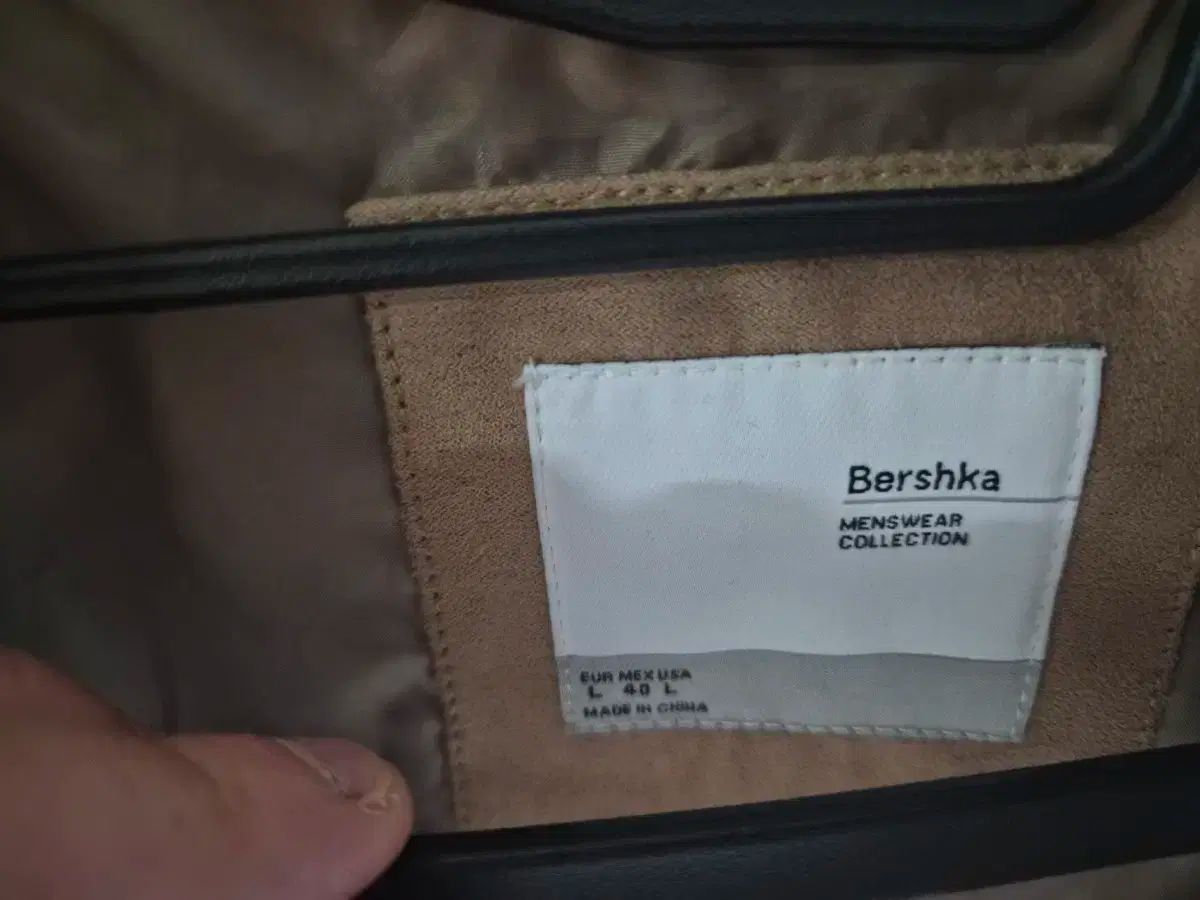 Bershka
MENSWEAR
COLLECTION
EUR MEX USA
L 40 L
MADE IN CHINA